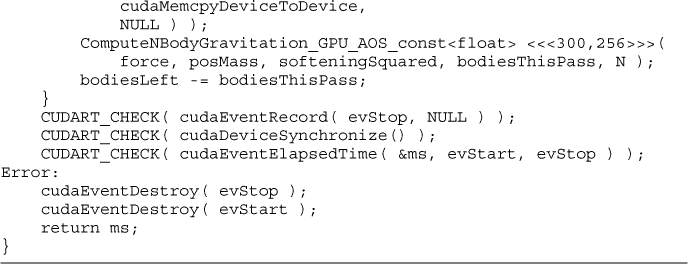 cudaMemcpyDeviceToDevice,
NULL ) );
ComputeNBodyGravitation_GPU_AOS_const<float> <<<300,256>>>(
force, posMass, softeningSquared, bodiesThisPass, N );
bodiesLeft -= bodiesThisPass;
}
CUDART_CHECK( cudaEventRecord( evStop, NULL ) );
CUDART_CHECK( cudaDeviceSynchronize() );
CUDART_CHECK( cudaEventElapsedTime( &ms, evStart, evStop ) );
Error:
cudaEventDestroy( evStop );
cudaEventDestroy( evStart );
return ms;
}